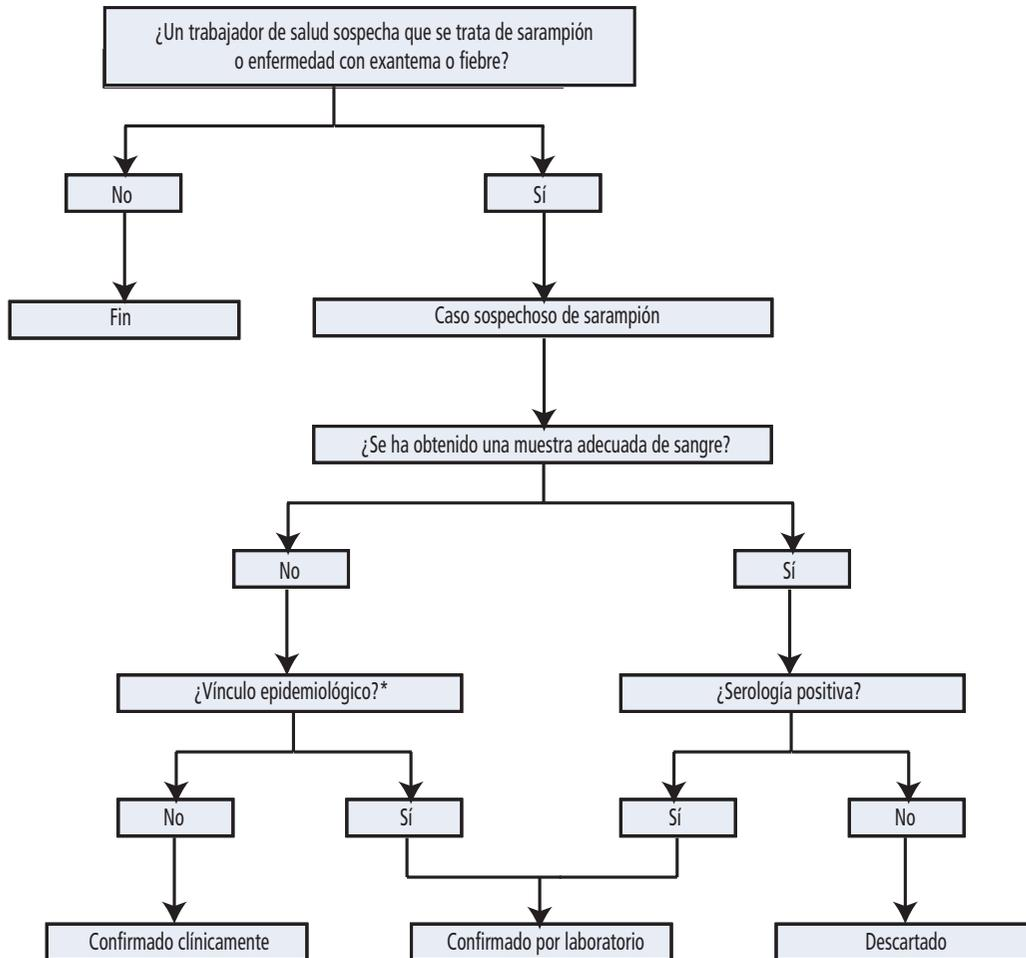 ¿Un trabajador de salud sospecha que se trata de sarampión
o enfermedad con exantema o fiebre?
No
Sí
Fin
Caso sospechoso de sarampión
¿Se ha obtenido una muestra adecuada de sangre?
No
Sí
¿Vínculo epidemiológico?*
¿Serología positiva?
No
Sí
Sí
No
Confirmado clínicamente
Confirmado por laboratorio
Descartado